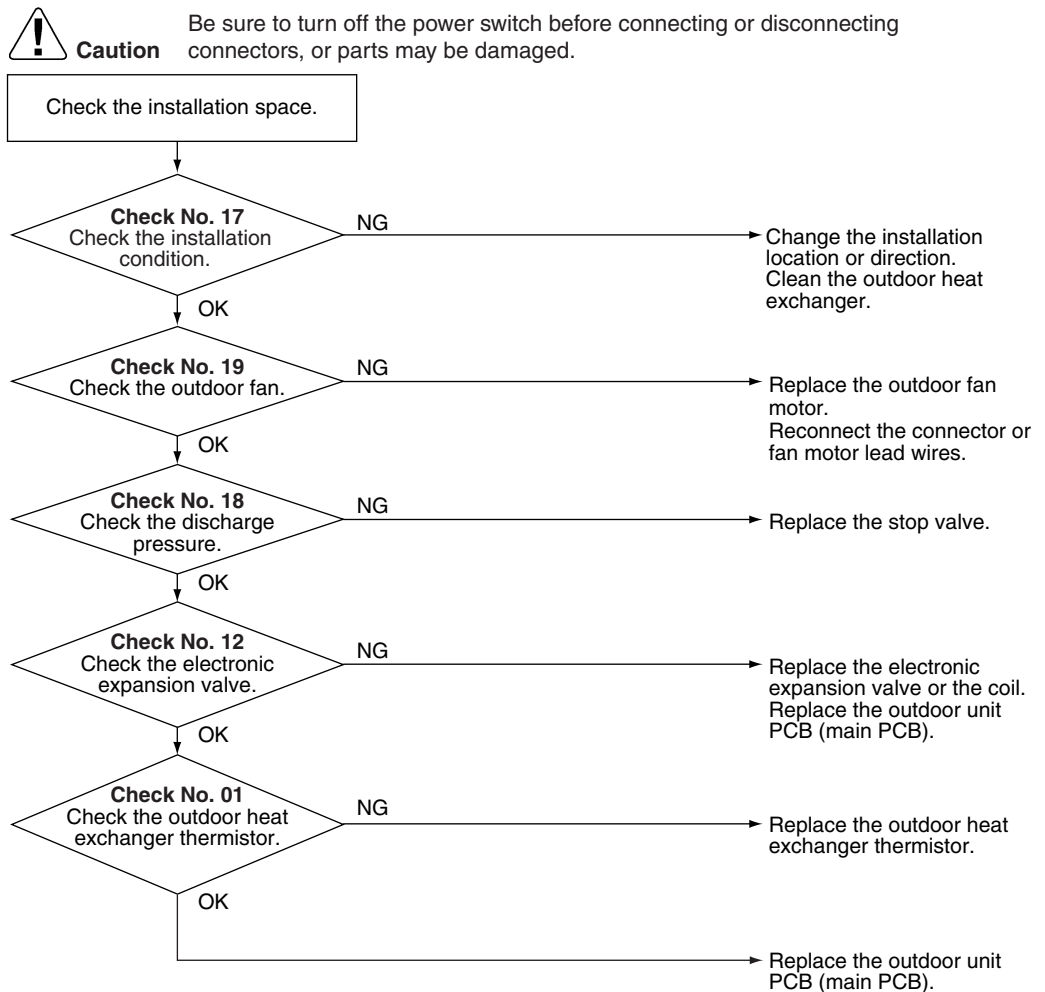 Be sure to turn off the power switch before connecting or disconnecting
Caution connectors, or parts may be damaged.
Check the installation space.
Check No. 17
Check the installation
condition.
NG
Change the installation
location or direction.
Clean the outdoor heat
exchanger.
OK
Check No. 19
Check the outdoor fan.
NG
Replace the outdoor fan
motor.
Reconnect the connector or
fan motor lead wires.
OK
Check No. 18
Check the discharge
pressure.
NG
Replace the stop valve.
OK
Check No. 12
Check the electronic
expansion valve.
NG
Replace the electronic
expansion valve or the coil.
Replace the outdoor unit
PCB (main PCB).
OK
Check No. 01
Check the outdoor heat
exchanger thermistor.
NG
Replace the outdoor heat
exchanger thermistor.
OK
Replace the outdoor unit
PCB (main PCB).